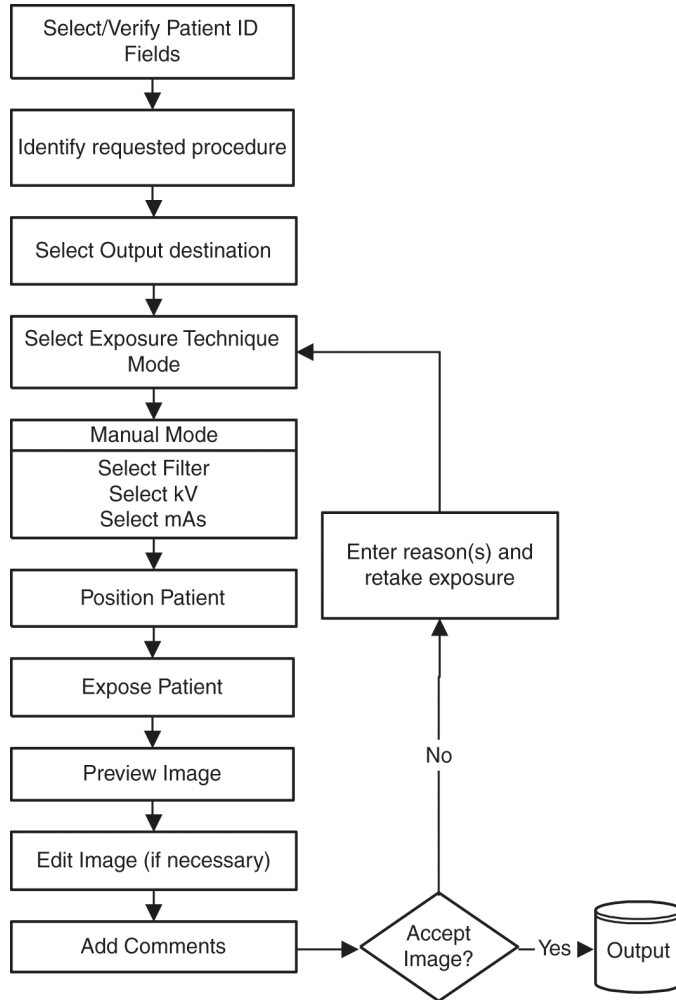 Select/Verify Patient ID
Fields
Identify requested procedure
Select Output destination
Select Exposure Technique
Mode
Manual Mode
Select Filter
Select kV
Select mAs
Position Patient
Expose Patient
Preview Image
Edit Image (if necessary)
Add Comments
Accept
Image?
No
Enter reason(s) and
retake exposure
Yes
Output